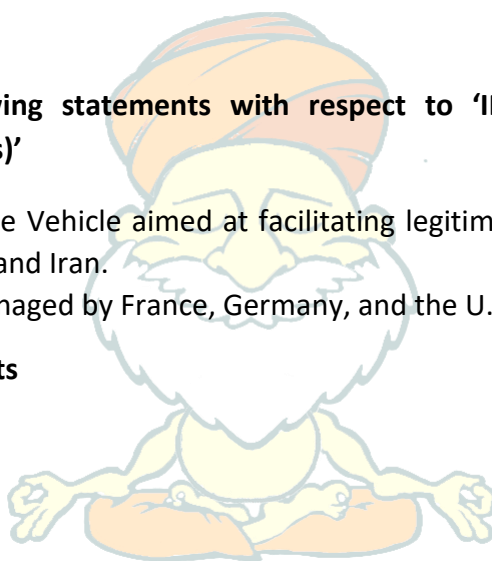 ving statements with respect to ‘II
s)’
e Vehicle aimed at facilitating legitim
and Iran.
naged by France, Germany, and the U.
ts